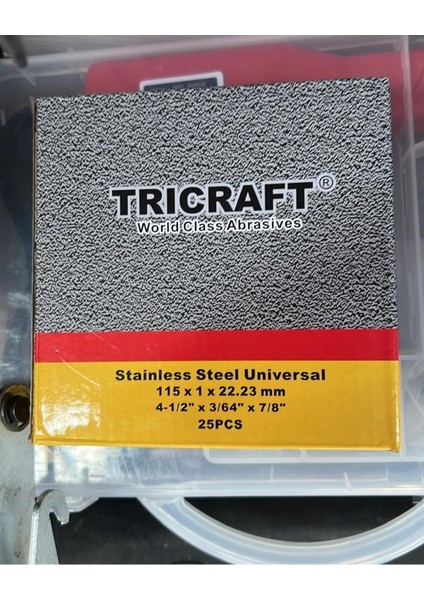 TRICRAFT®
World Class Abrasives
Stainless Steel Universal
115 x 1 x 22.23 mm
4-1/2" x 3/64" x 7/8"
25PCS